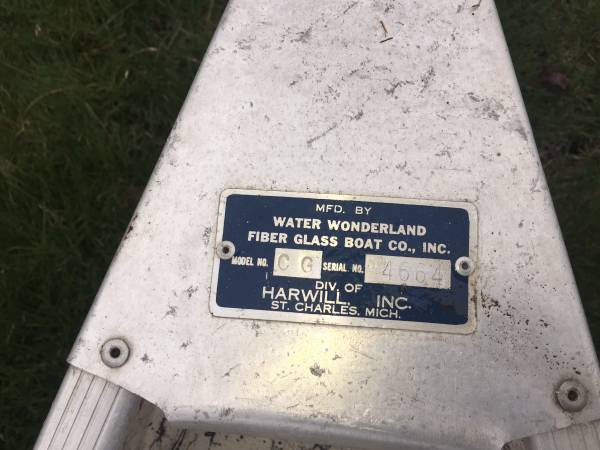 MFD. BY
WATER WONDERLAND
FIBER GLASS BOAT CO., INC.
MODEL NO. CG SERIAL NO. 4664
DIV. OF
HARWILL, INC.
ST. CHARLES, MICH.